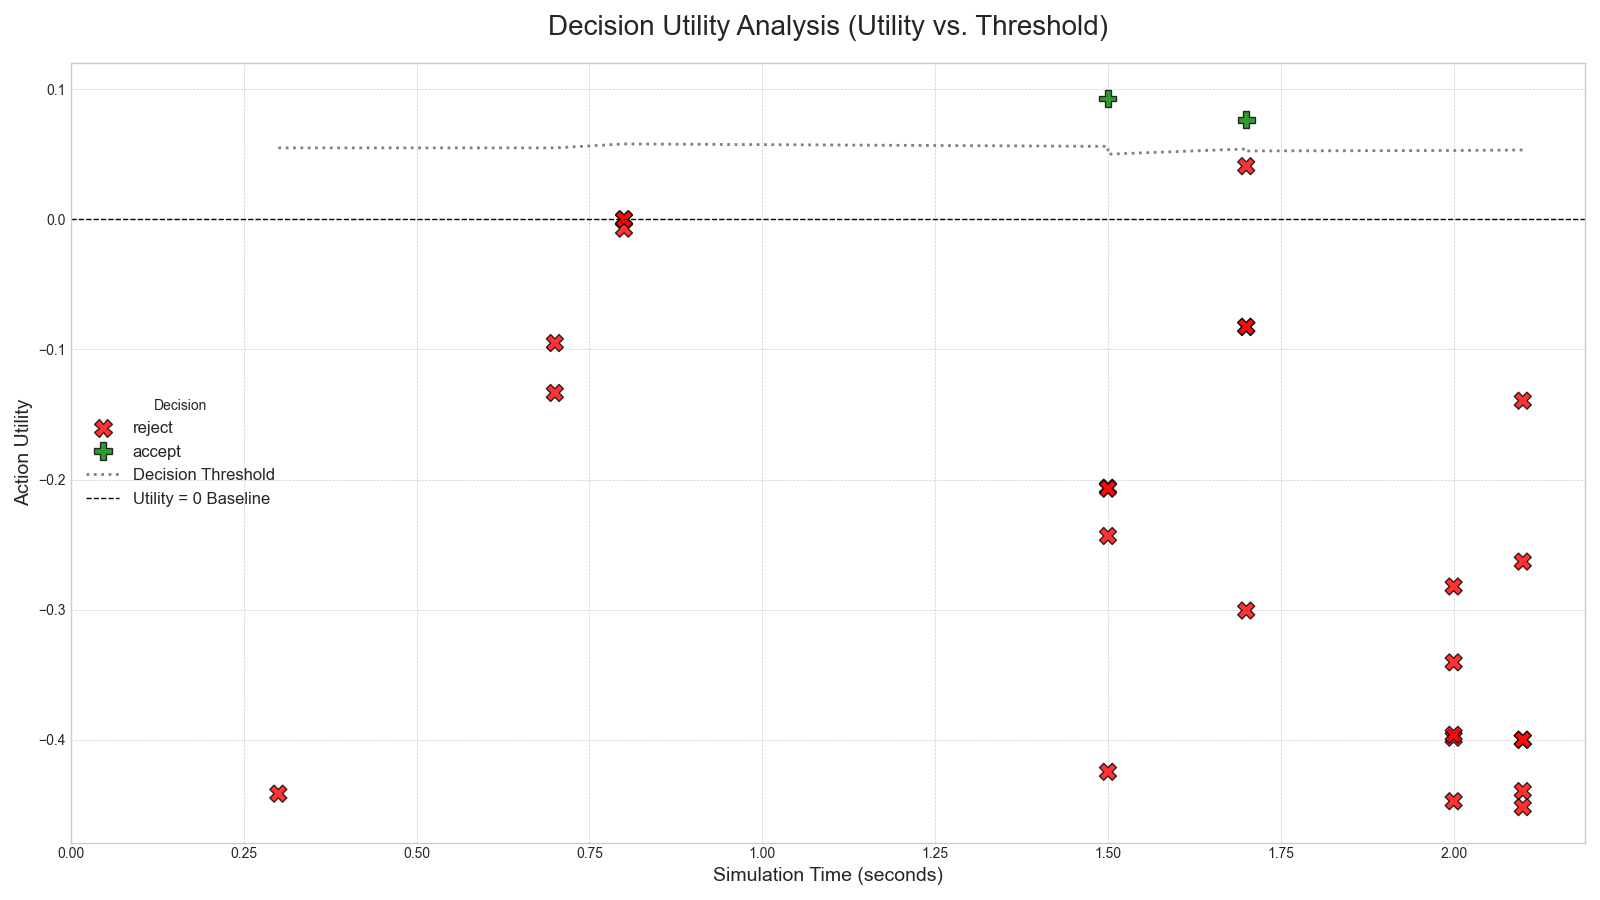 Decision Utility Analysis (Utility vs. Threshold)
0.1
0.0
−0.1
−0.2
−0.3
−0.4
Action Utility
Decision
reject
accept
Decision Threshold
Utility = 0 Baseline
0.00 0.25 0.50 0.75 1.00 1.25 1.50 1.75 2.00
Simulation Time (seconds)